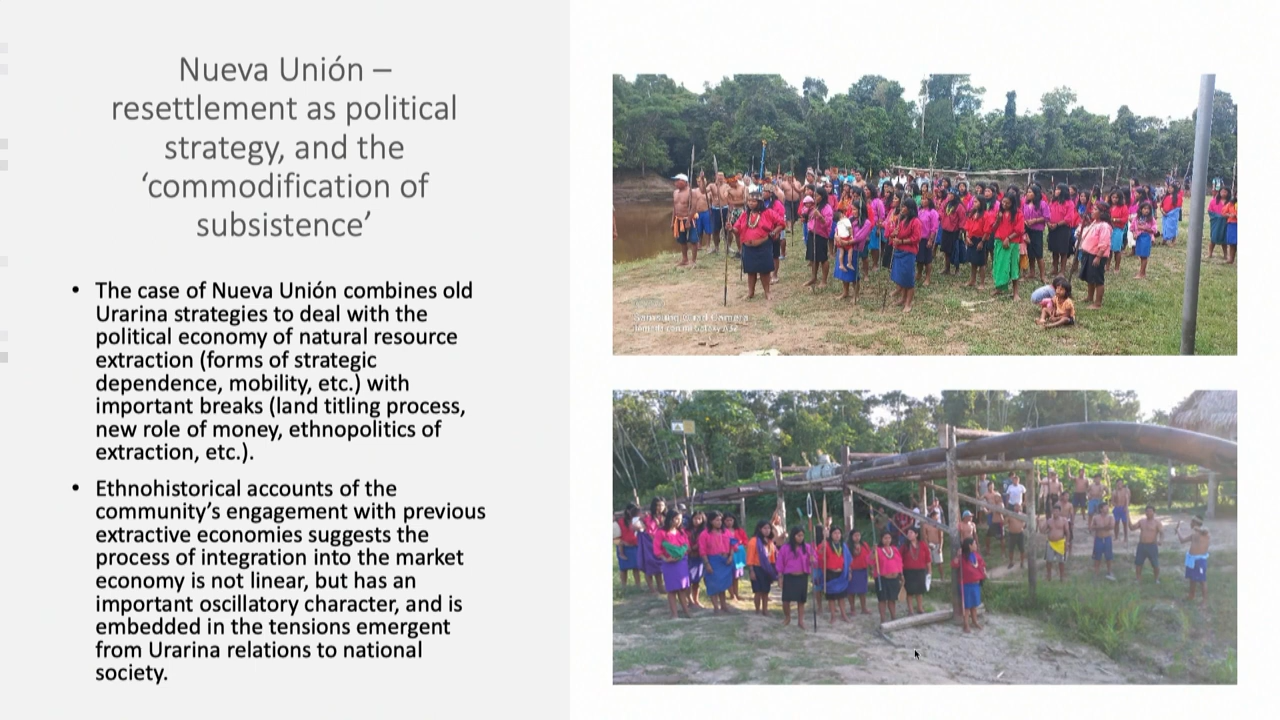 Nueva Unión –
resettlement as political
strategy, and the
‘commodification of
subsistence’
• The case of Nueva Unión combines old
Urarina strategies to deal with the
political economy of natural resource
extraction (forms of strategic
dependence, mobility, etc.) with
important breaks (land titling process,
new role of money, ethnopolitics of
extraction, etc.).
• Ethnohistorical accounts of the
community’s engagement with previous
extractive economies suggests the
process of integration into the market
economy is not linear, but has an
important oscillatory character, and is
embedded in the tensions emergent
from Urarina relations to national
society.